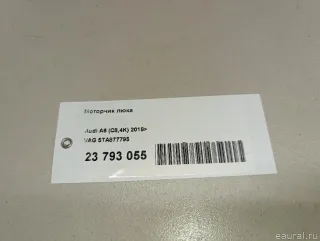 Моторчик люка
Audi A6 (C8,4K) 2018>
VAG 5TA877795
23 793 055
eaural.ru